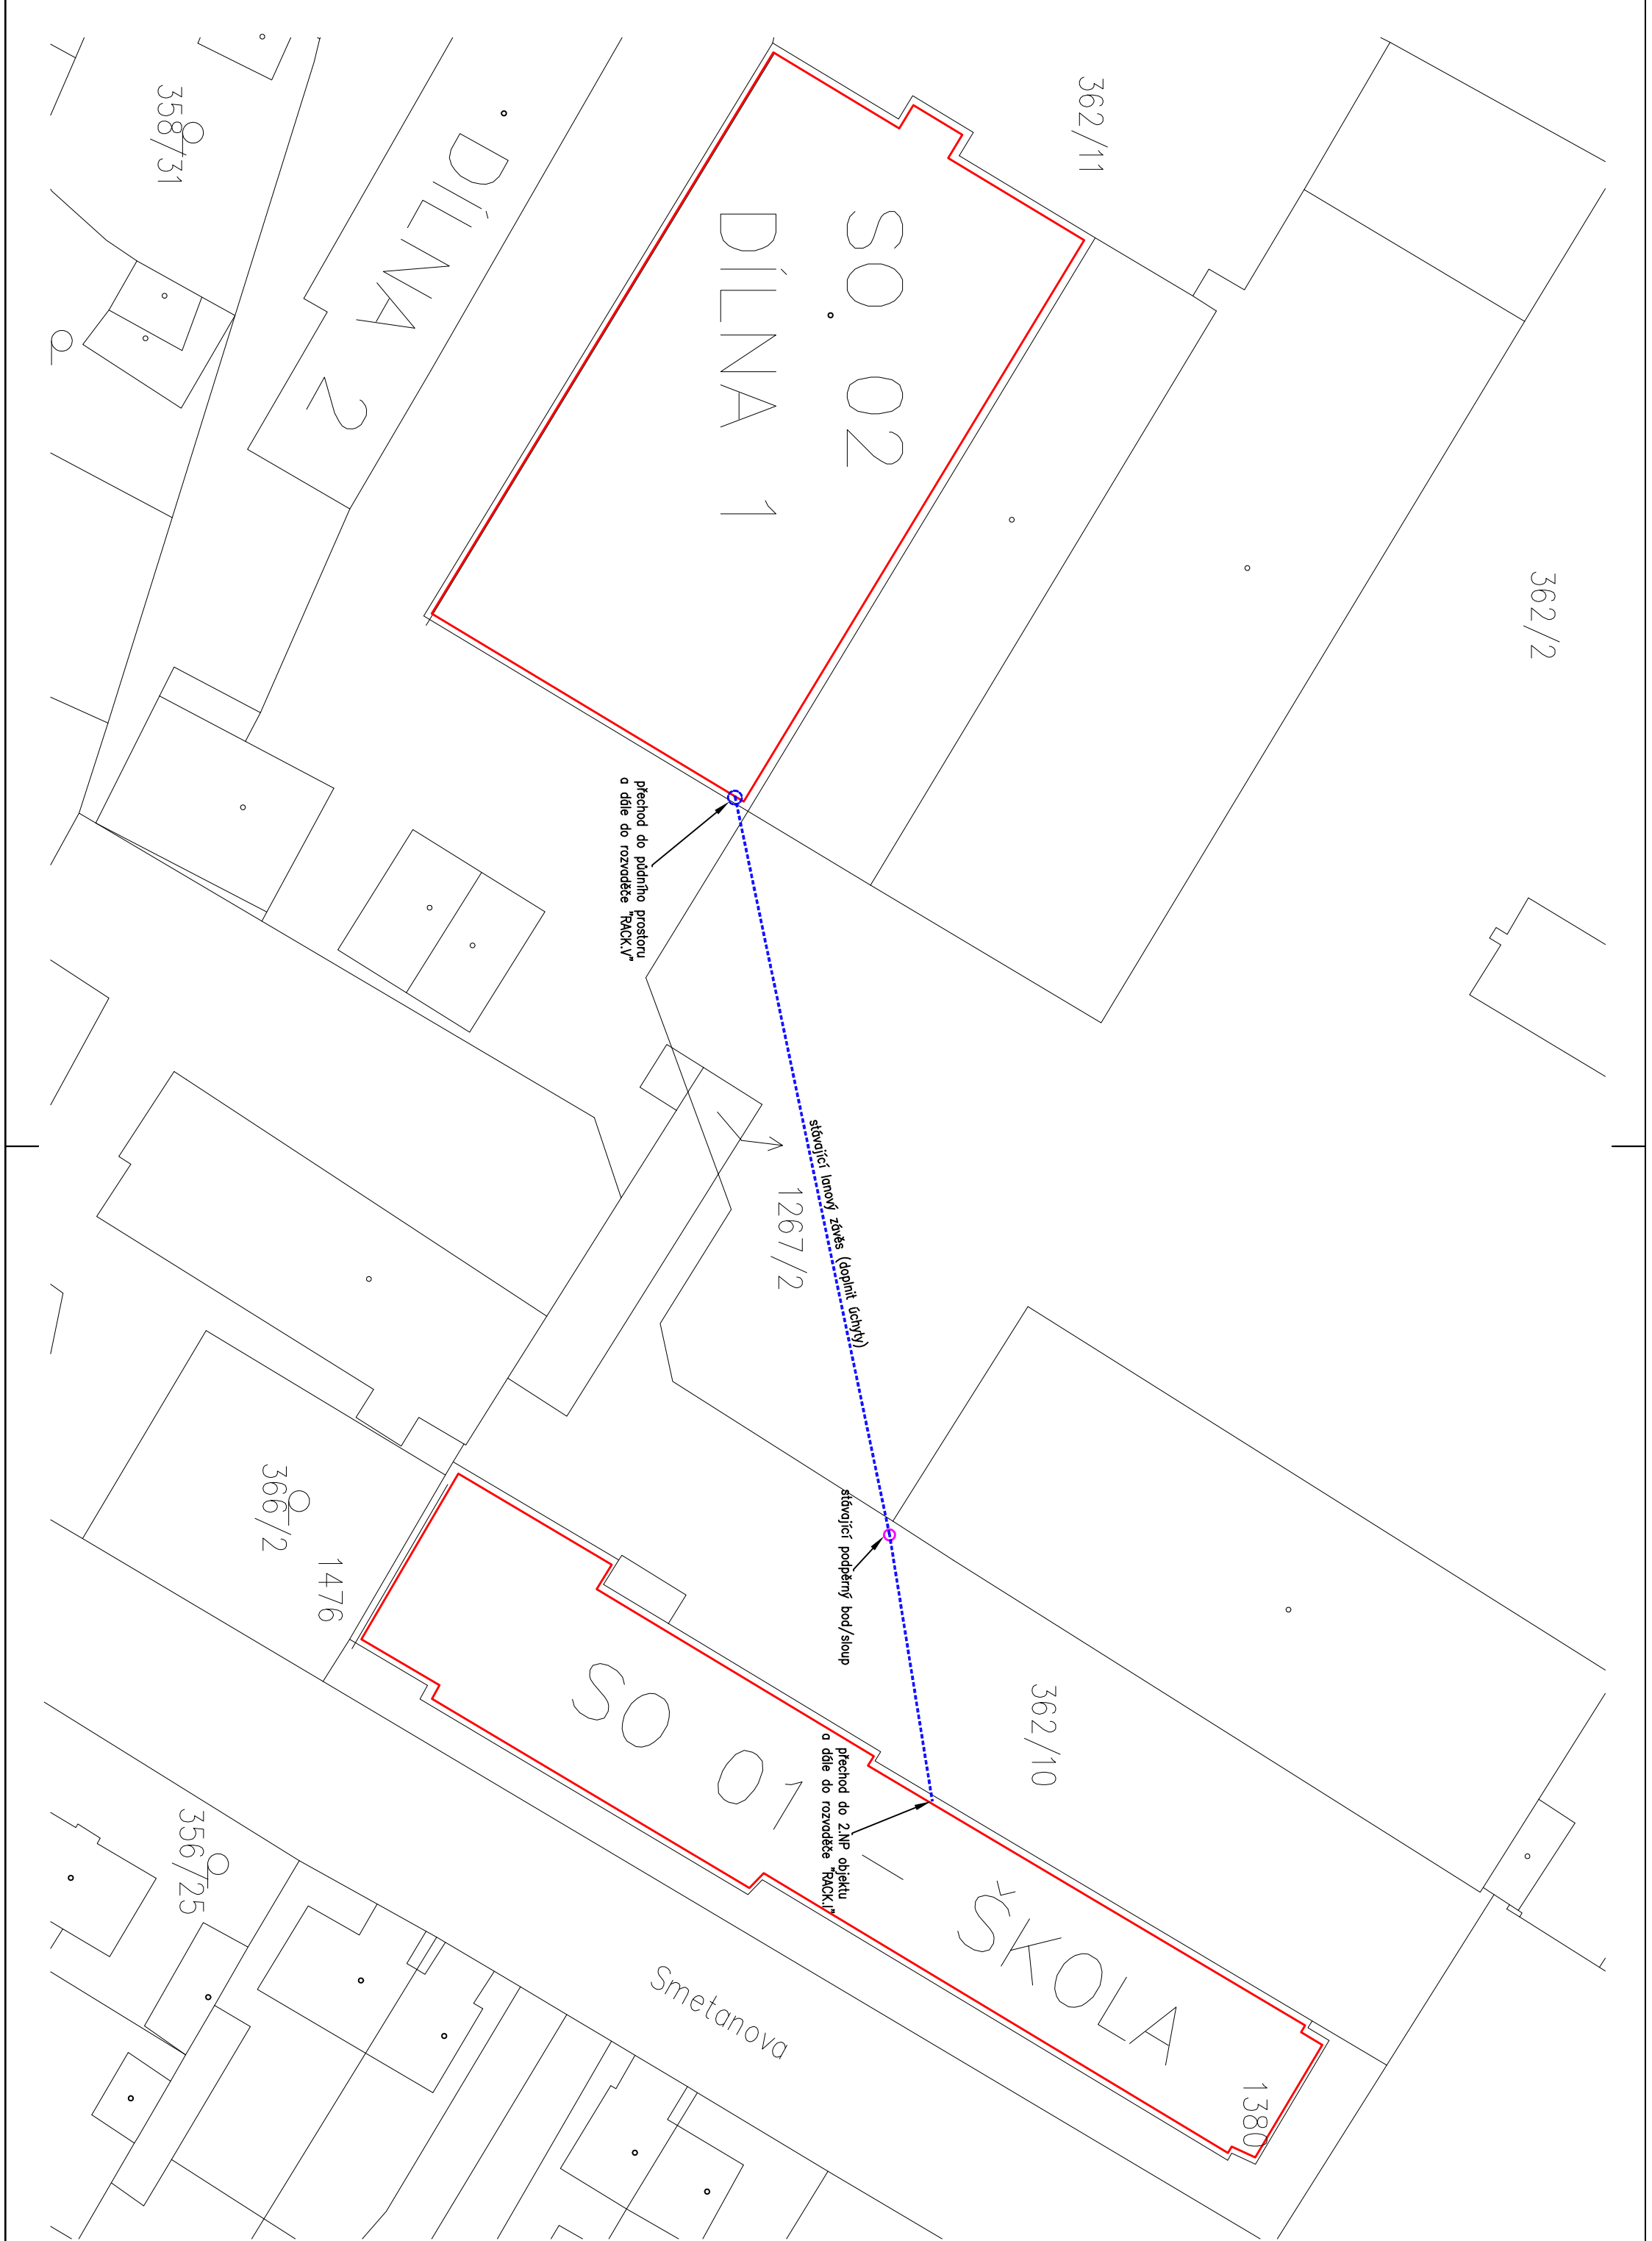 362/2
362/11
SO 02
DÍLNA 1
DÍLNA 2
358/31
přechod do půdního prostoru
a dále do rozvaděče "RACK.V"
stávající lanový závěs (doplnit úchyty)
1267/2
stávající podpěrný bod/sloup
362/10
přechod do 2.NP objektu
a dále do rozvaděče "RACK.I"
SO 01 – ŠKOLA
1380
366/2
1476
356/25
Smetanova